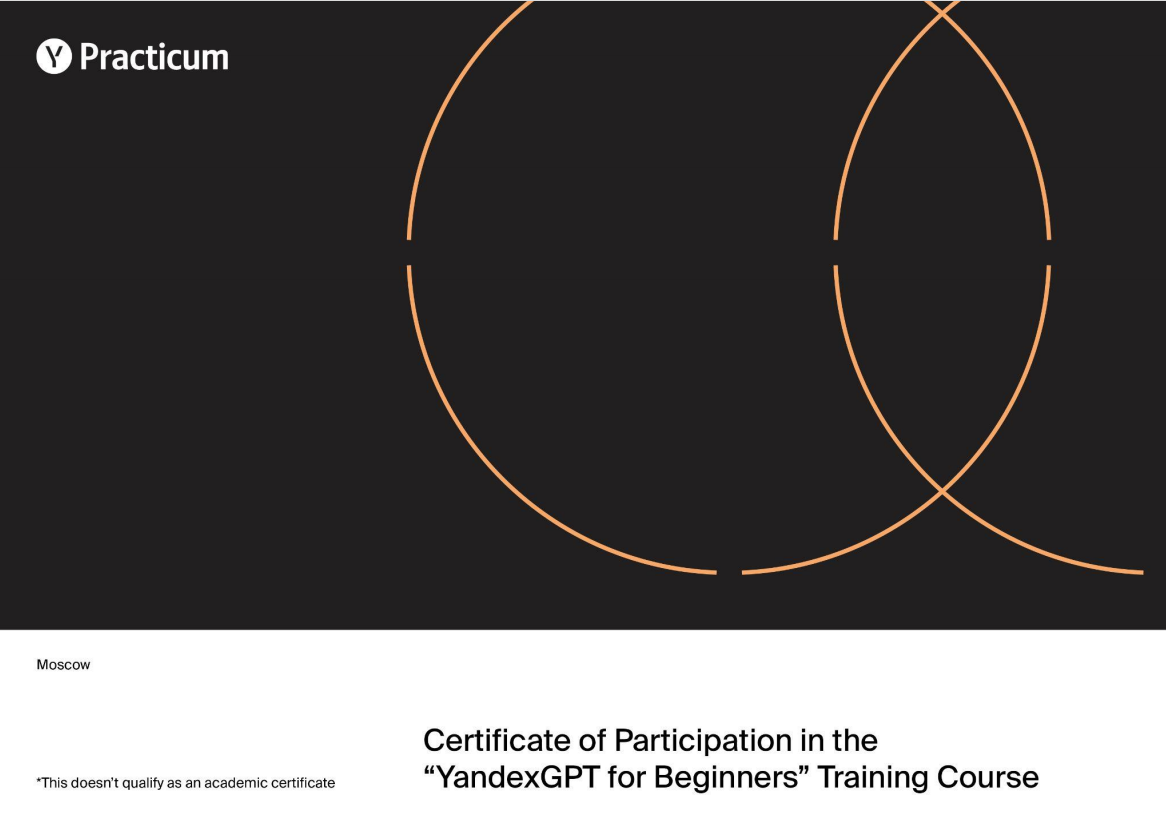 Y Practicum
Moscow
Certificate of Participation in the
“YandexGPT for Beginners” Training Course
*This doesn’t qualify as an academic certificate